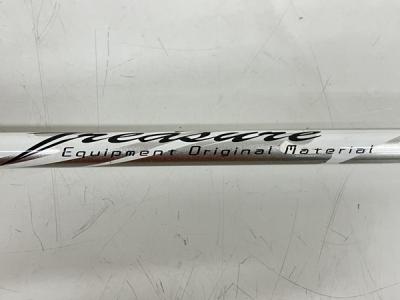 Treasure
Equipment Original Material